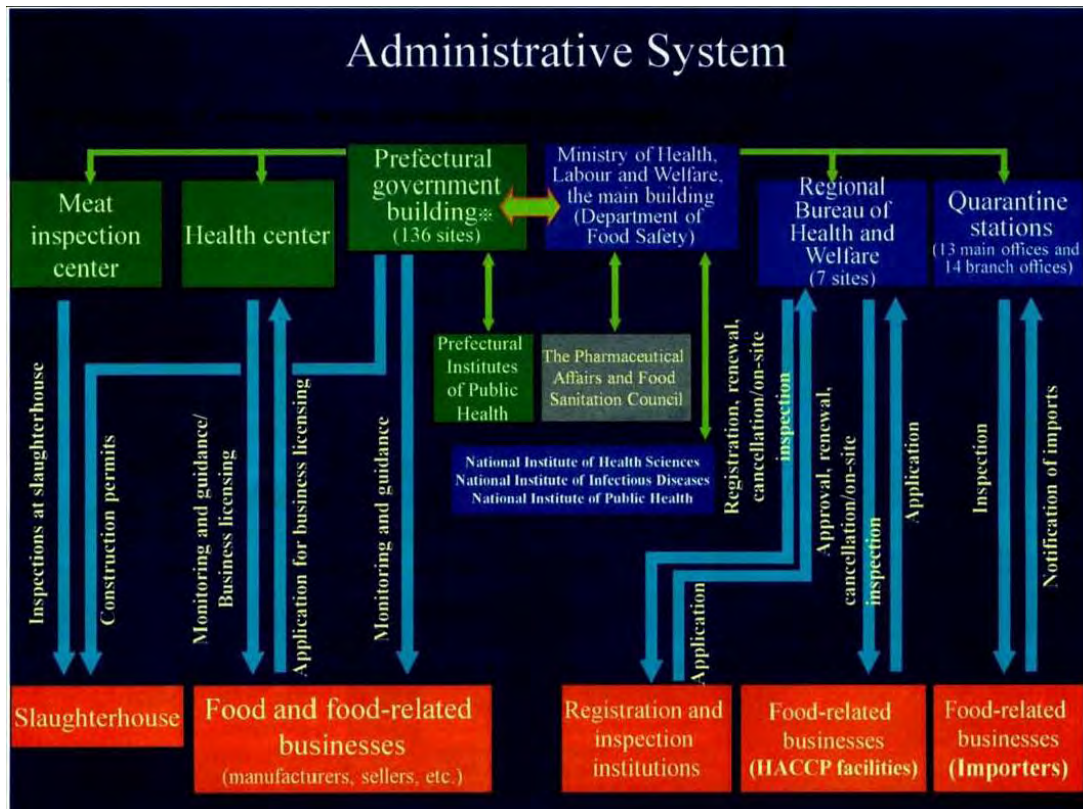 Administrative System
Meat
inspection
center
Health center
Prefectural
government
building※
(136 sites)
Ministry of Health,
Labour and Welfare,
the main building
(Department of
Food Safety)
Regional
Bureau of
Health and
Welfare
(7 sites)
Quarantine
stations
(13 main offices and
14 branch offices)
Prefectural
Institutes
of Public
Health
The Pharmaceutical
Affairs and Food
Sanitation Council
National Institute of Health Sciences
National Institute of Infectious Diseases
National Institute of Public Health
Inspections at slaughterhouse
Construction permits
Monitoring and guidance/
Business licensing
Application for business licensing
Monitoring and guidance
Registration, renewal,
cancellation/on-site
inspection
Application
Approval, renewal,
cancellation/on-site
inspection
Application
Inspection
Notification of imports
Slaughterhouse
Food and food-related
businesses
(manufacturers, sellers, etc.)
Registration and
inspection
institutions
Food-related
businesses
(HACCP facilities)
Food-related
businesses
(Importers)